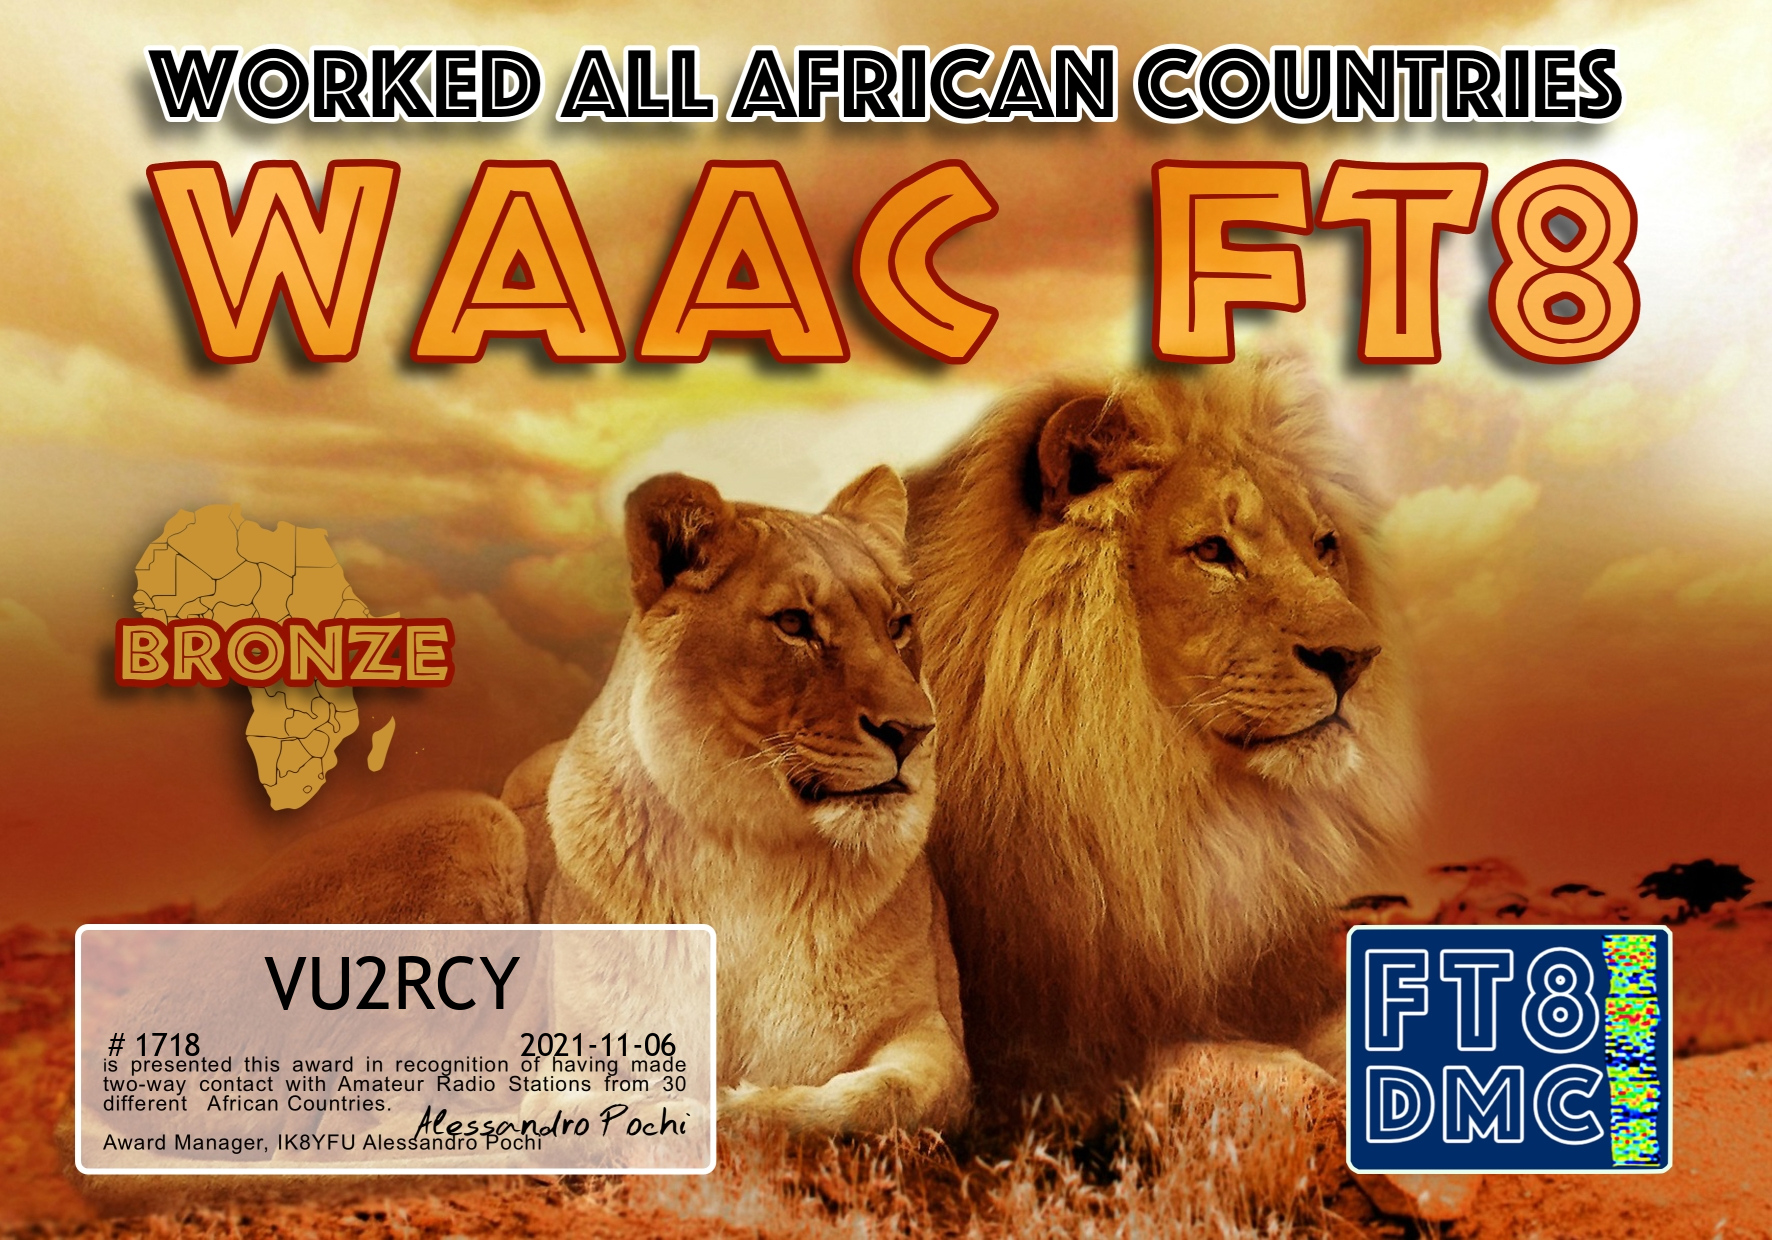 WORKED ALL AFRICAN COUNTRIES
WAAC FT8
BRONZE
VU2RCY
# 1718 2021-11-06
is presented this award in recognition of having made
two-way contact with Amateur Radio Stations from 30
different African Countries.
Alessandro Pochi
Award Manager, IK8YFU Alessandro Pochi
FT8
DMC